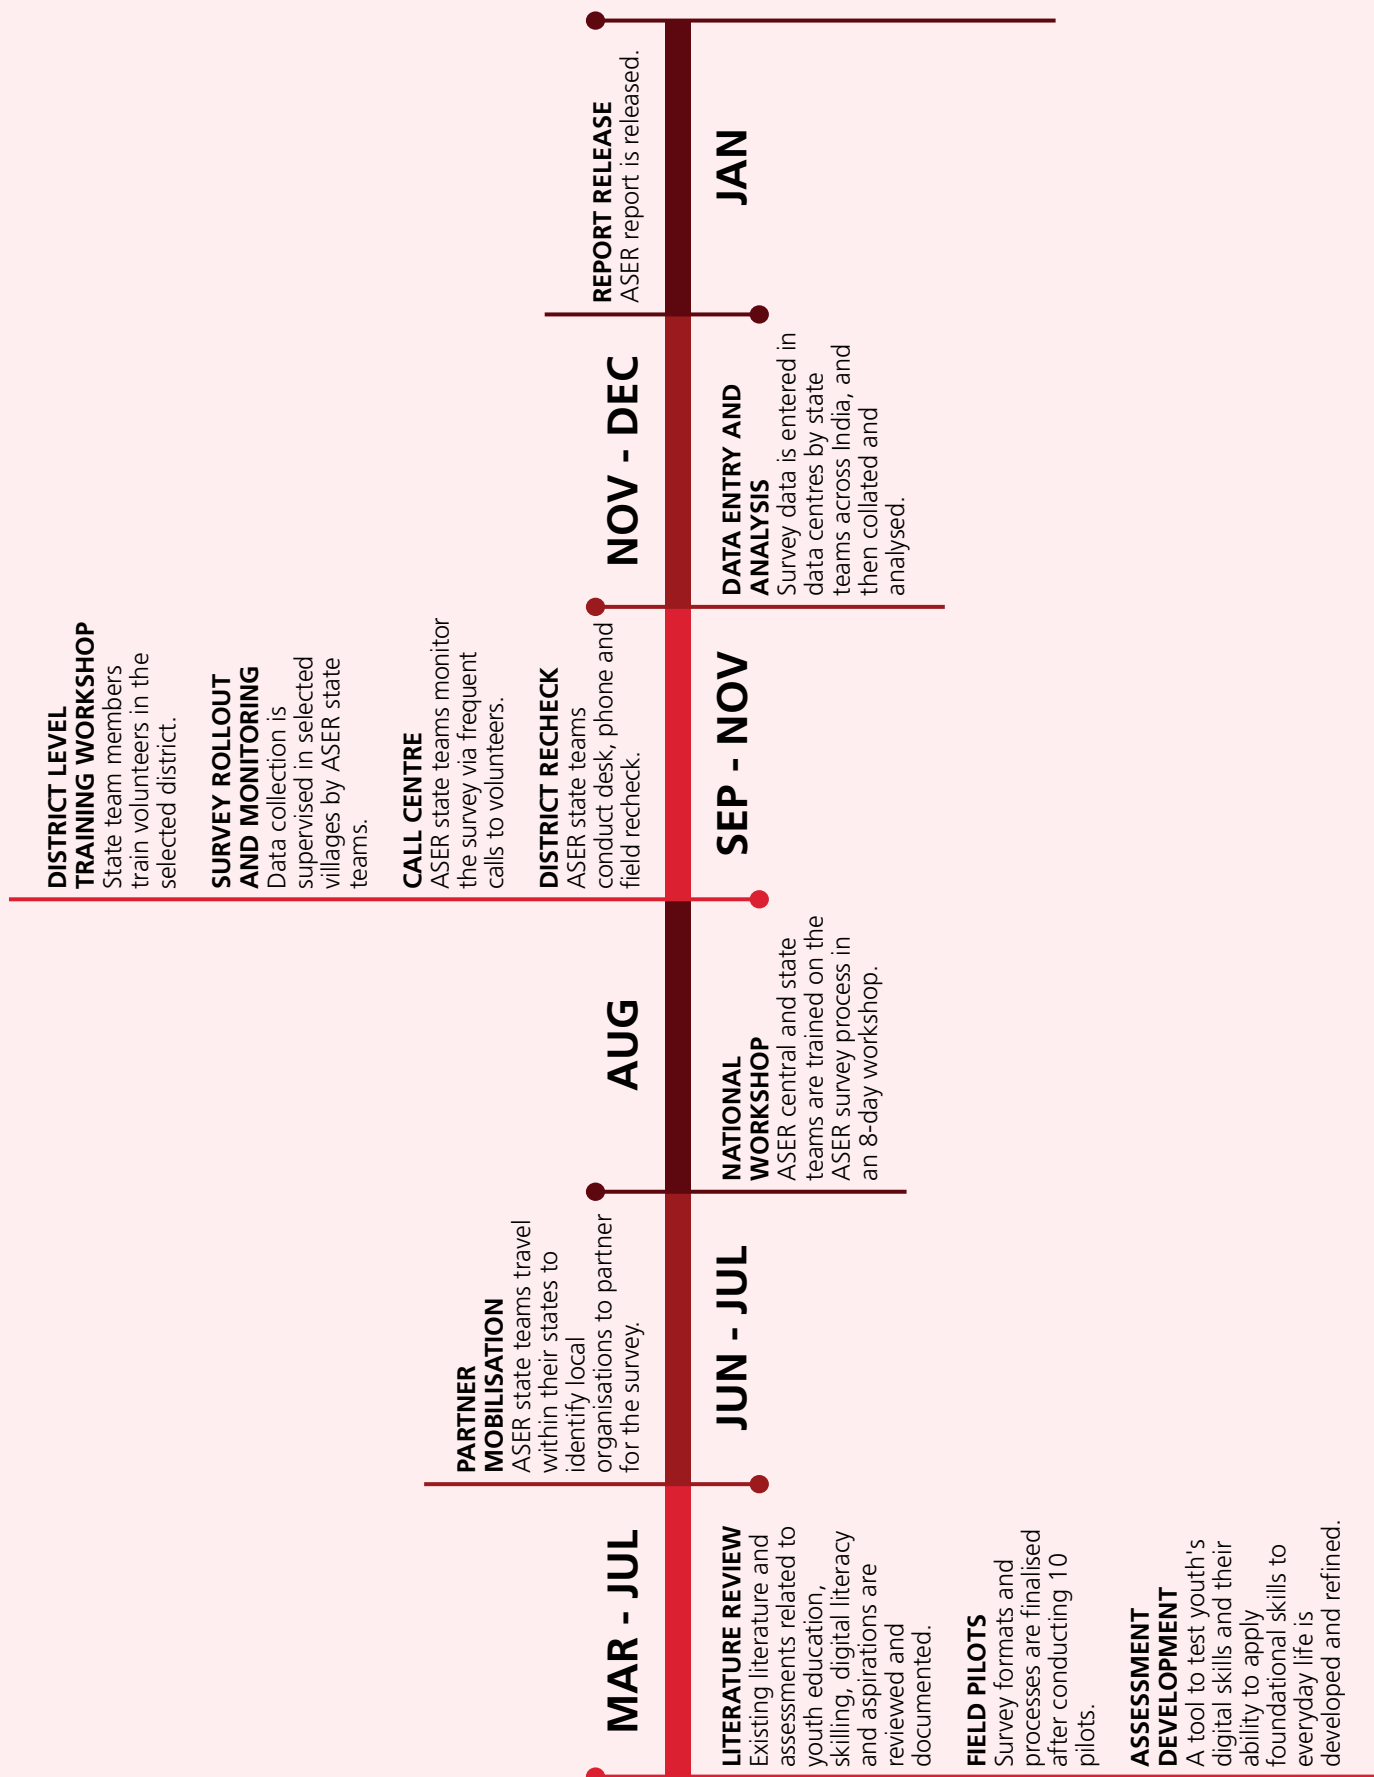 MAR - JUL
LITERATURE REVIEW
Existing literature and
assessments related to
youth education,
skilling, digital literacy
and aspirations are
reviewed and
documented.
FIELD PILOTS
Survey formats and
processes are finalised
after conducting 10
pilots.
ASSESSMENT
DEVELOPMENT
A tool to test youth's
digital skills and their
ability to apply
foundational skills to
everyday life is
developed and refined.
PARTNER
MOBILISATION
ASER state teams travel
within their states to
identify local
organisations to partner
for the survey.
JUN - JUL
AUG
NATIONAL
WORKSHOP
ASER central and state
teams are trained on the
ASER survey process in
an 8-day workshop.
DISTRICT LEVEL
TRAINING WORKSHOP
State team members
train volunteers in the
selected district.
SURVEY ROLLOUT
AND MONITORING
Data collection is
supervised in selected
villages by ASER state
teams.
CALL CENTRE
ASER state teams monitor
the survey via frequent
calls to volunteers.
DISTRICT RECHECK
ASER state teams
conduct desk, phone and
field recheck.
SEP - NOV
NOV - DEC
DATA ENTRY AND
ANALYSIS
Survey data is entered in
data centres by state
teams across India, and
then collated and
analysed.
REPORT RELEASE
ASER report is released.
JAN